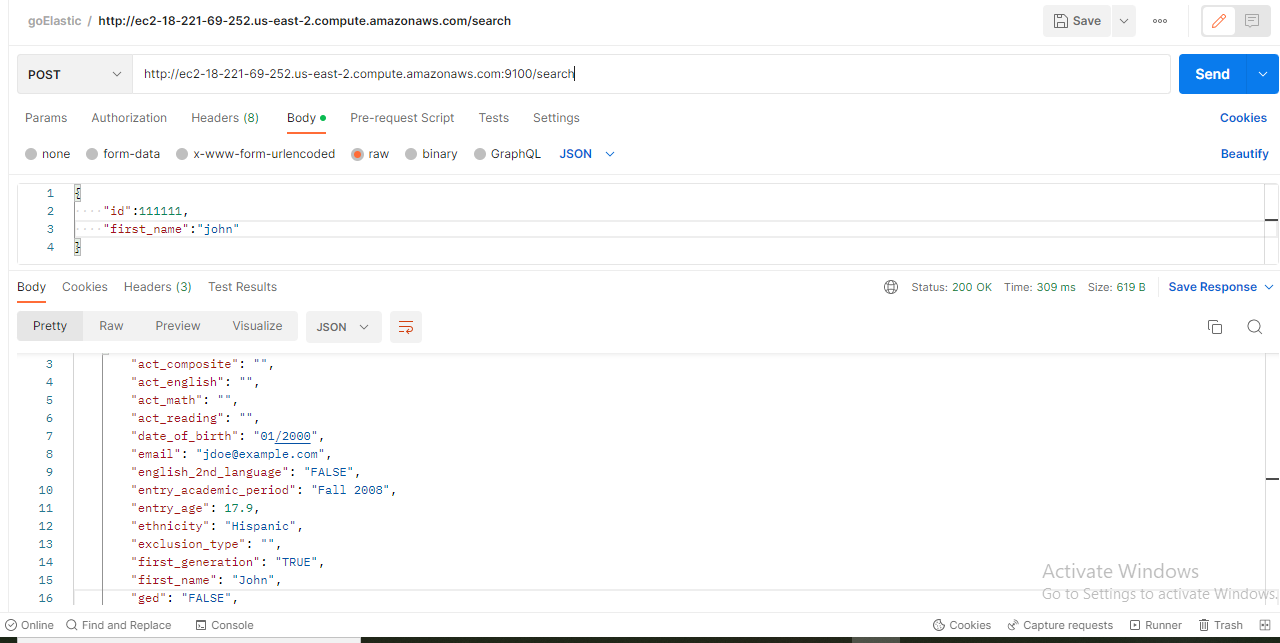 goElastic / http://ec2-18-221-69-252.us-east-2.compute.amazonaws.com/search
Save
POST
http://ec2-18-221-69-252.us-east-2.compute.amazonaws.com:9100/search
Send
Params Authorization Headers (8) Body Pre-request Script Tests Settings Cookies
none form-data x-www-form-urlencoded raw binary GraphQL JSON Beautify
1 {
2 "id":111111,
3 "first_name":"john"
4 }
Body Cookies Headers (3) Test Results Status: 200 OK Time: 309 ms Size: 619 B Save Response
Pretty Raw Preview Visualize JSON
3 "act_composite": "",
4 "act_english": "",
5 "act_math": "",
6 "act_reading": "",
7 "date_of_birth": "01/2000",
8 "email": "jdoe@example.com",
9 "english_2nd_language": "FALSE",
10 "entry_academic_period": "Fall 2008",
11 "entry_age": 17.9,
12 "ethnicity": "Hispanic",
13 "exclusion_type": "",
14 "first_generation": "TRUE",
15 "first_name": "John",
16 "ged": "FALSE",
Activate Windows
Go to Settings to activate Windows.
Online Find and Replace Console Cookies Capture requests Runner Trash